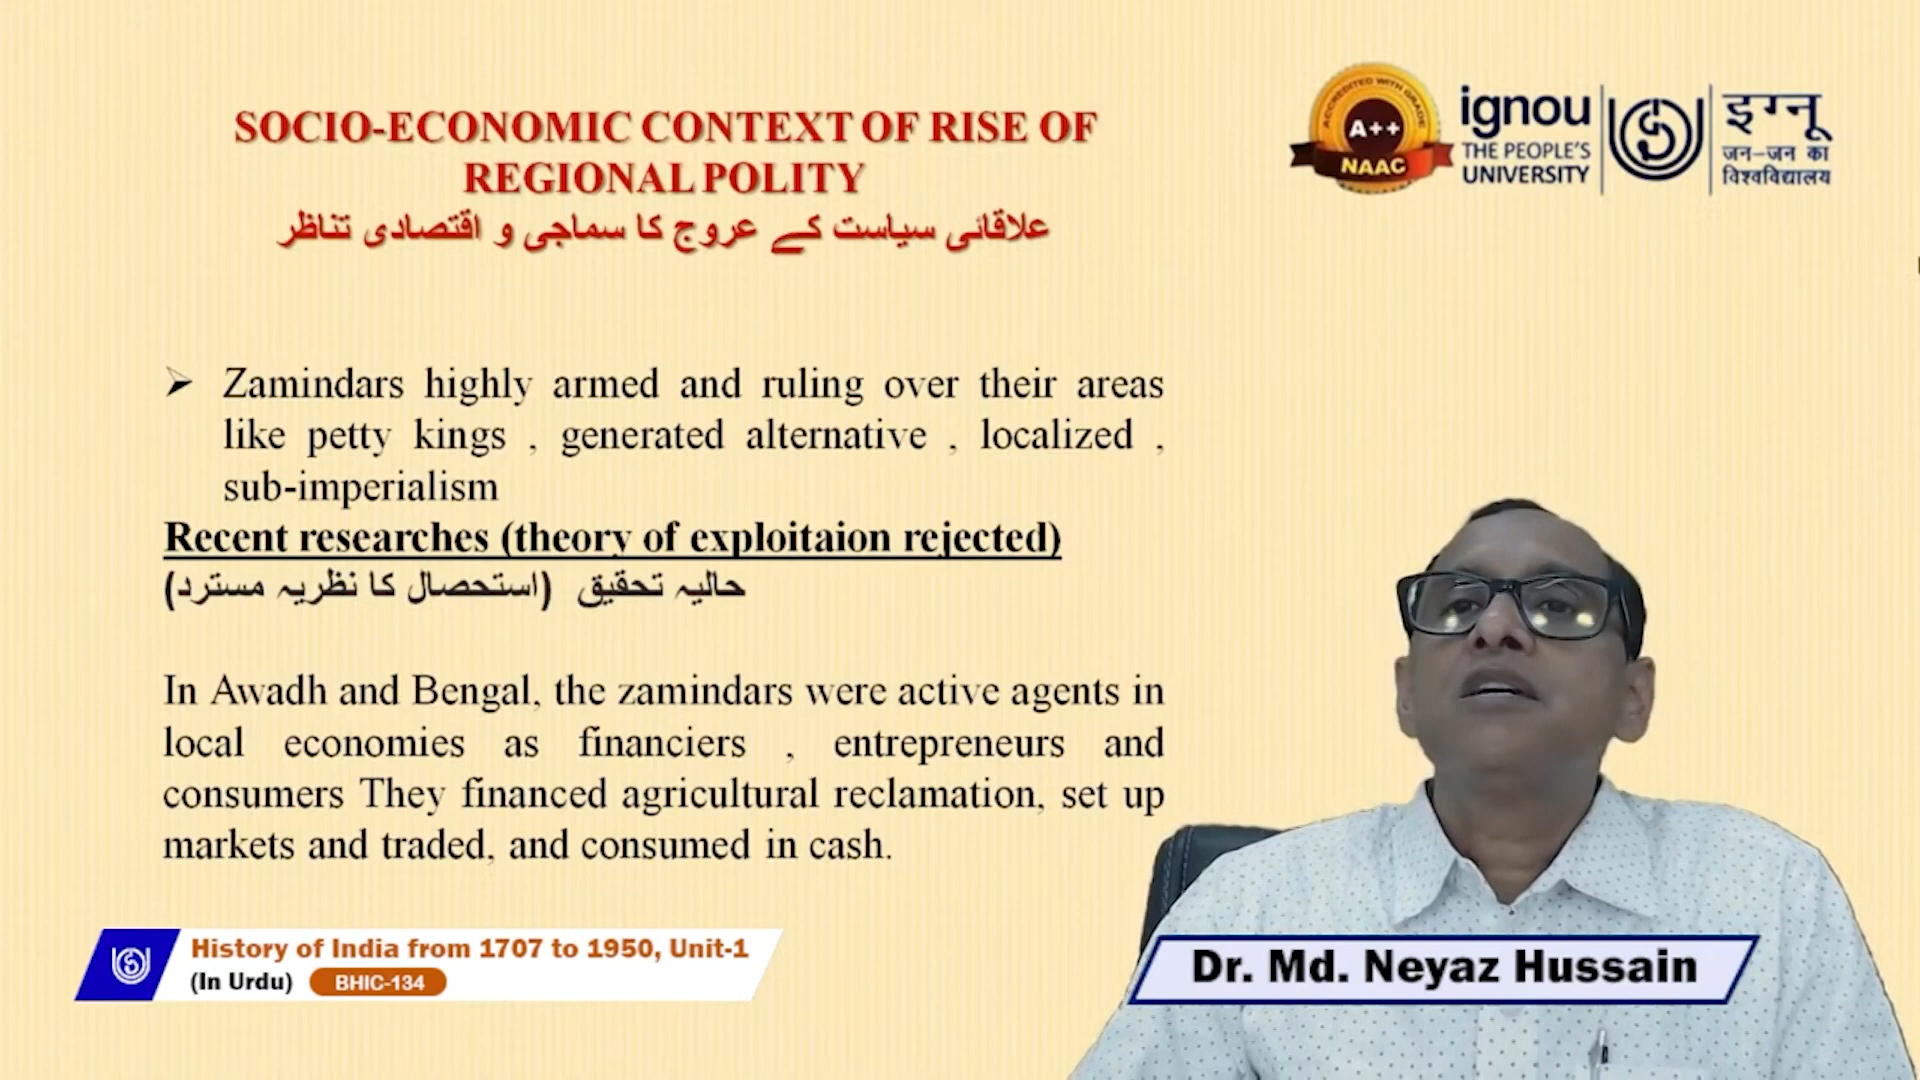 SOCIO-ECONOMIC CONTEXT OF RISE OF
REGIONAL POLITY
علاقائی سیاست کے عروج کا سماجی و اقتصادی تناظر
ACCREDITED WITH GRADE
A++
NAAC
ignou
THE PEOPLE'S
UNIVERSITY
इग्नू
जन-जन का
विश्वविद्यालय
➢ Zamindars highly armed and ruling over their areas
like petty kings , generated alternative , localized ,
sub-imperialism
Recent researches (theory of exploitaion rejected)
حالیہ تحقیق (استحصال کا نظریہ مسترد)
In Awadh and Bengal, the zamindars were active agents in
local economies as financiers , entrepreneurs and
consumers They financed agricultural reclamation, set up
markets and traded, and consumed in cash.
History of India from 1707 to 1950, Unit-1
(In Urdu) BHIC-134
Dr. Md. Neyaz Hussain